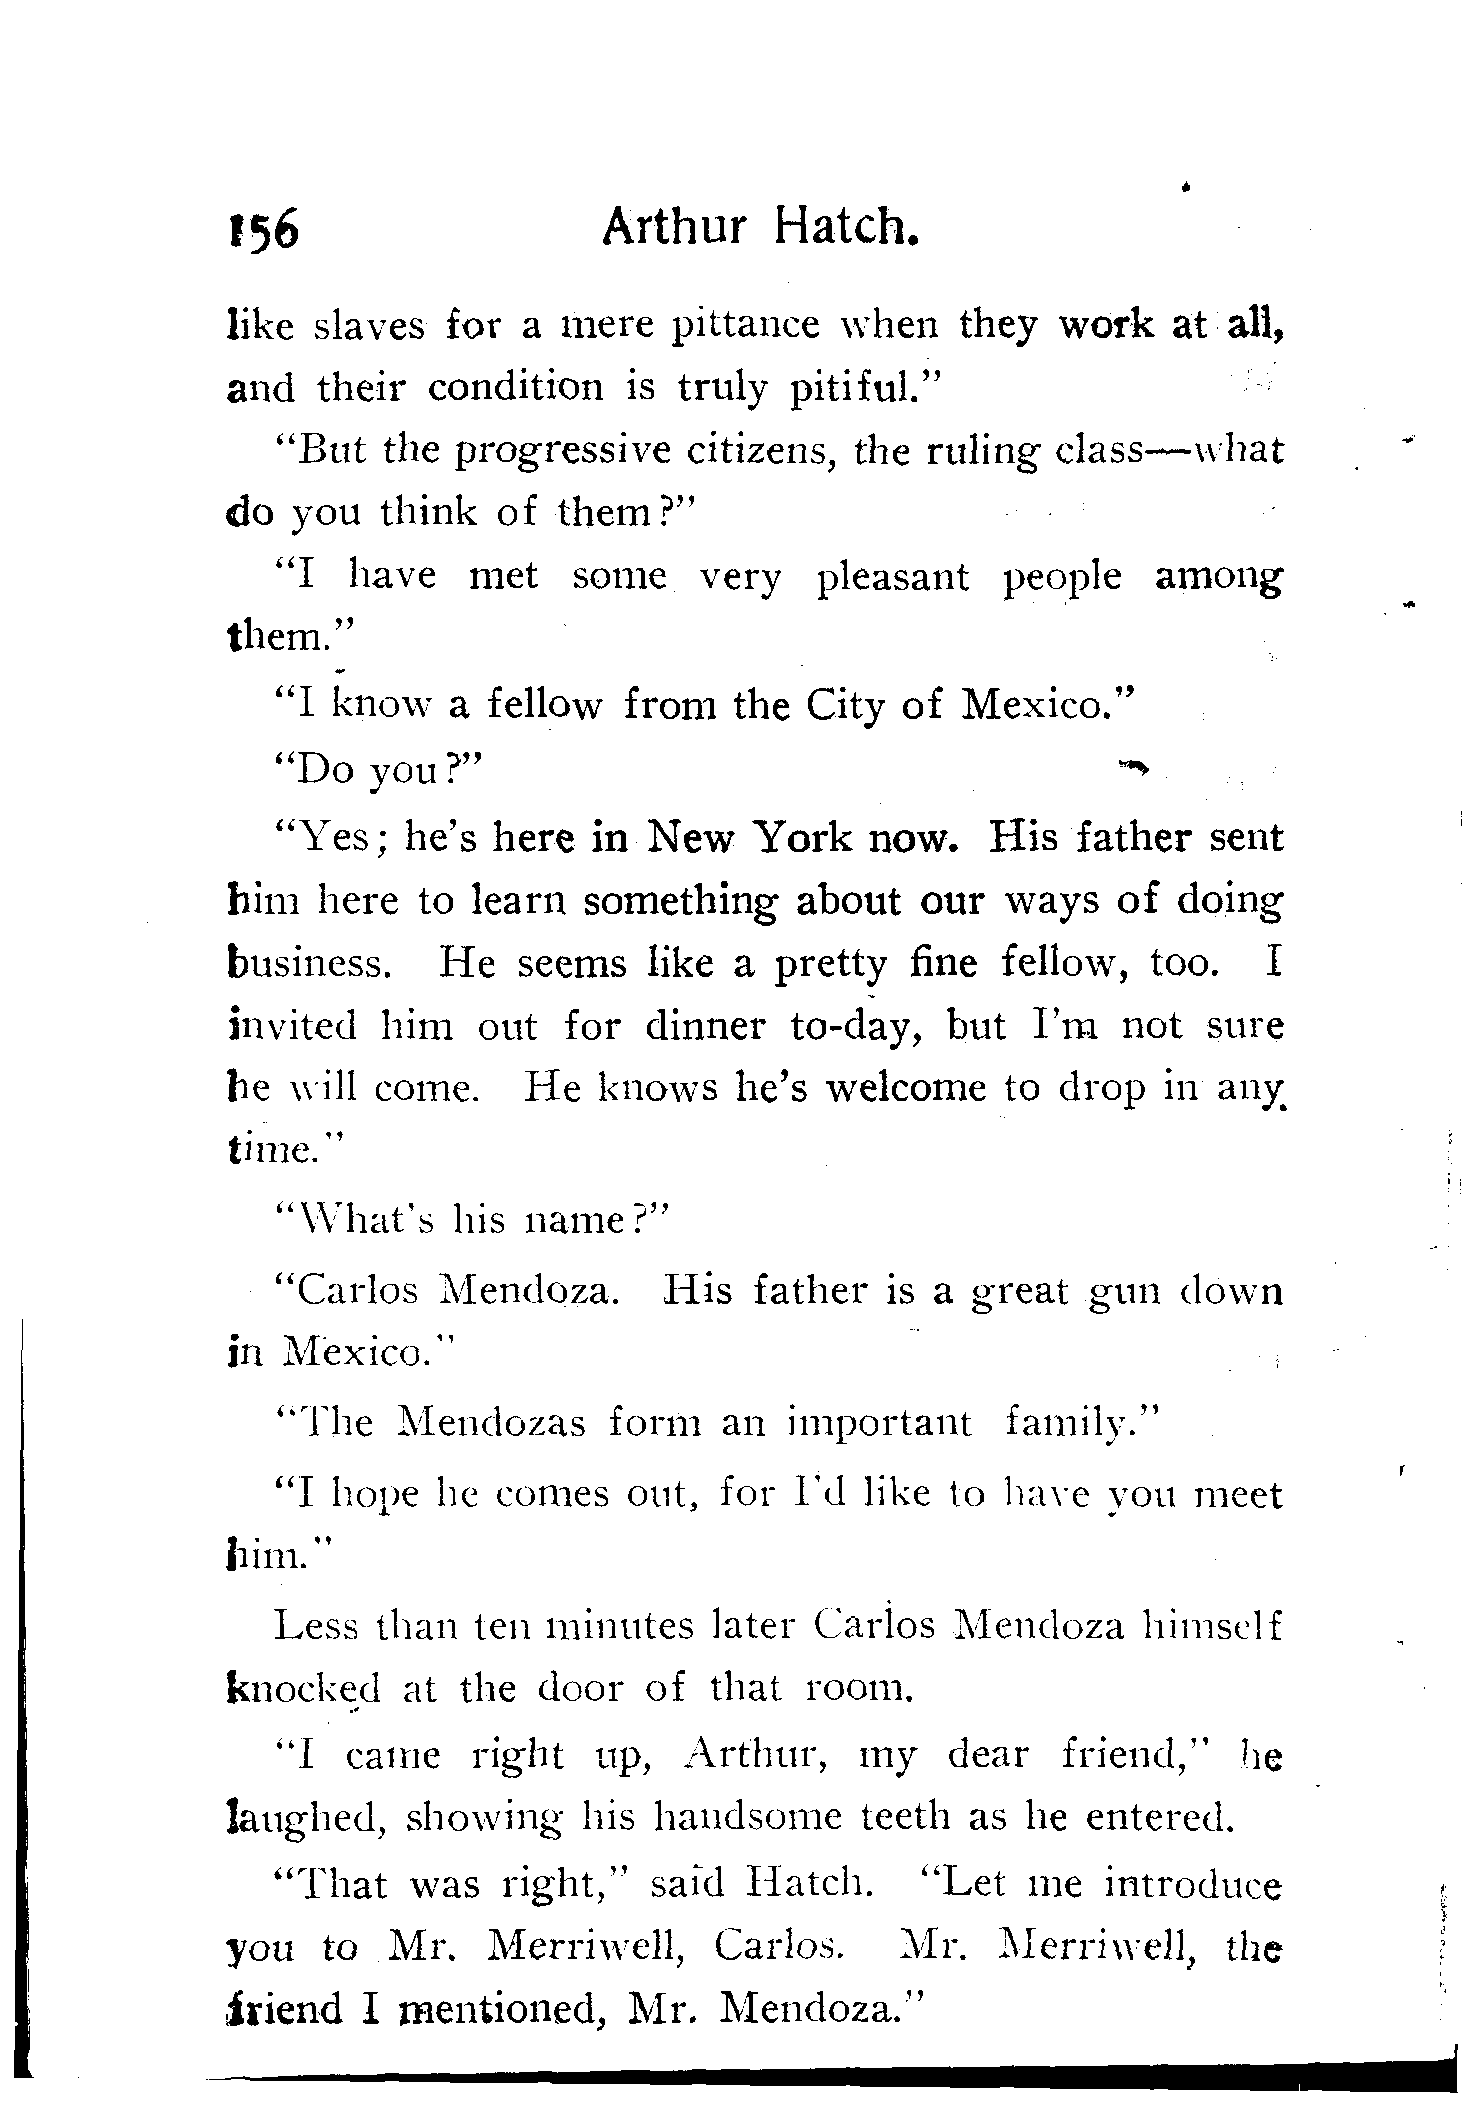 156 Arthur Hatch.
like slaves for a mere pittance when they work at all,
and their condition is truly pitiful."
"But the progressive citizens, the ruling class—what
do you think of them?"
"I have met some very pleasant people among
them."
"I know a fellow from the City of Mexico."
"Do you?"
"Yes; he's here in New York now. His father sent
him here to learn something about our ways of doing
business. He seems like a pretty fine fellow, too. I
invited him out for dinner to-day, but I'm not sure
he will come. He knows he's welcome to drop in any
time."
"What's his name?"
"Carlos Mendoza. His father is a great gun down
in Mexico."
"The Mendozas form an important family."
"I hope he comes out, for I'd like to have you meet
him."
Less than ten minutes later Carlos Mendoza himself
knocked at the door of that room.
"I came right up, Arthur, my dear friend," he
laughed, showing his handsome teeth as he entered.
"That was right," said Hatch. "Let me introduce
you to Mr. Merriwell, Carlos. Mr. Merriwell, the
friend I mentioned, Mr. Mendoza."